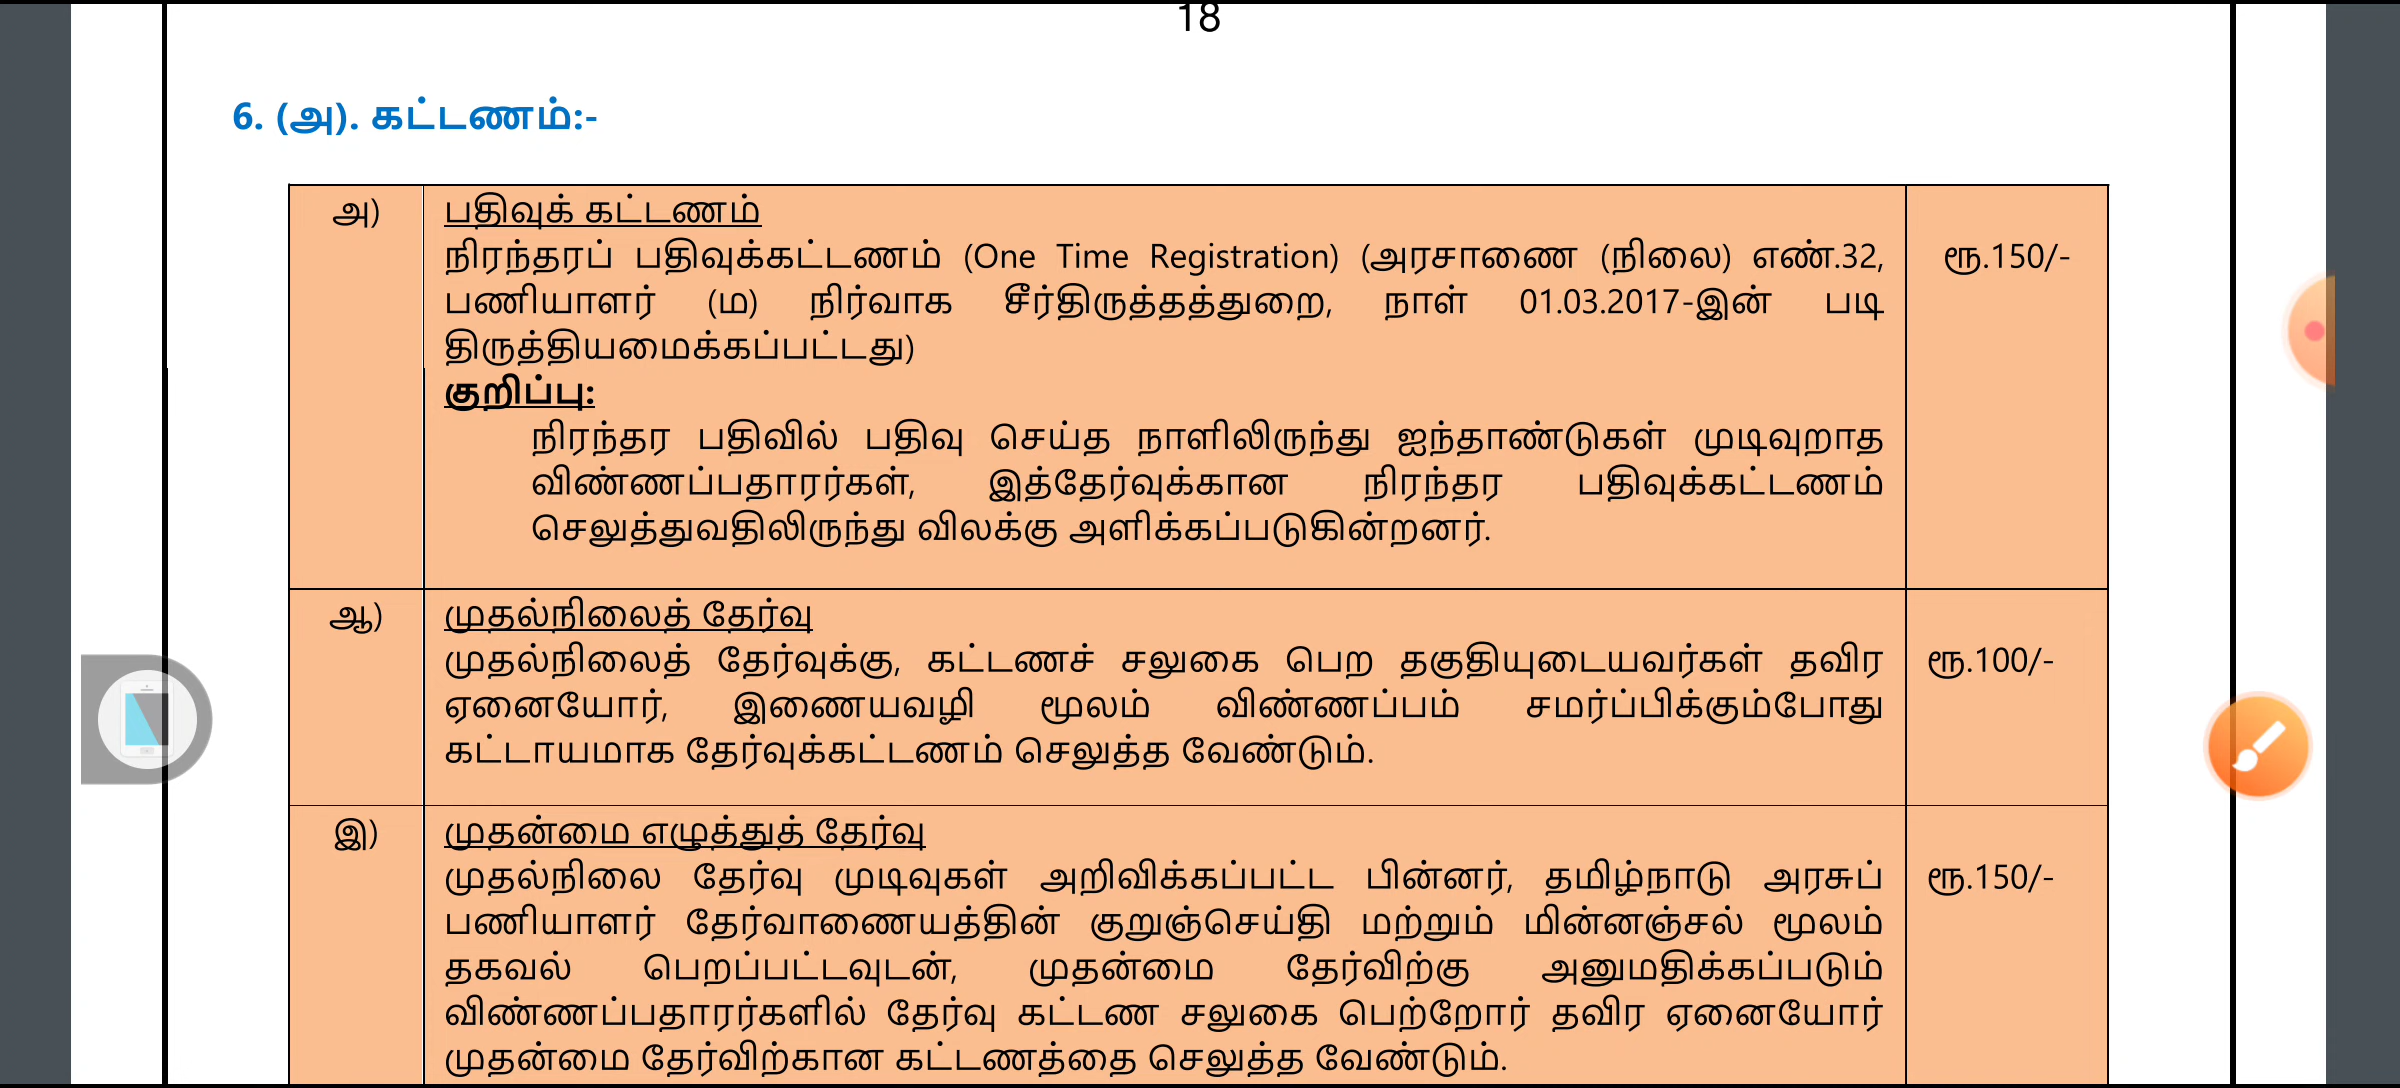 18
6. (அ). கட்டணம்:-
அ)
பதிவுக் கட்டணம்
நிரந்தரப் பதிவுக்கட்டணம் (One Time Registration) (அரசாணை (நிலை) எண்.32,
பணியாளர் (ம) நிர்வாக சீர்திருத்தத்துறை, நாள் 01.03.2017-இன் படி
திருத்தியமைக்கப்பட்டது)
குறிப்பு:
நிரந்தர பதிவில் பதிவு செய்த நாளிலிருந்து ஐந்தாண்டுகள் முடிவுறாத
விண்ணப்பதாரர்கள், இத்தேர்வுக்கான நிரந்தர பதிவுக்கட்டணம்
செலுத்துவதிலிருந்து விலக்கு அளிக்கப்படுகின்றனர்.
ரூ.150/-
ஆ)
முதல்நிலைத் தேர்வு
முதல்நிலைத் தேர்வுக்கு, கட்டணச் சலுகை பெற தகுதியுடையவர்கள் தவிர
ஏனையோர், இணையவழி மூலம் விண்ணப்பம் சமர்ப்பிக்கும்போது
கட்டாயமாக தேர்வுக்கட்டணம் செலுத்த வேண்டும்.
ரூ.100/-
இ)
முதன்மை எழுத்துத் தேர்வு
முதல்நிலை தேர்வு முடிவுகள் அறிவிக்கப்பட்ட பின்னர், தமிழ்நாடு அரசுப்
பணியாளர் தேர்வாணையத்தின் குறுஞ்செய்தி மற்றும் மின்னஞ்சல் மூலம்
தகவல் பெறப்பட்டவுடன், முதன்மை தேர்விற்கு அனுமதிக்கப்படும்
விண்ணப்பதாரர்களில் தேர்வு கட்டண சலுகை பெற்றோர் தவிர ஏனையோர்
முதன்மை தேர்விற்கான கட்டணத்தை செலுத்த வேண்டும்.
ரூ.150/-